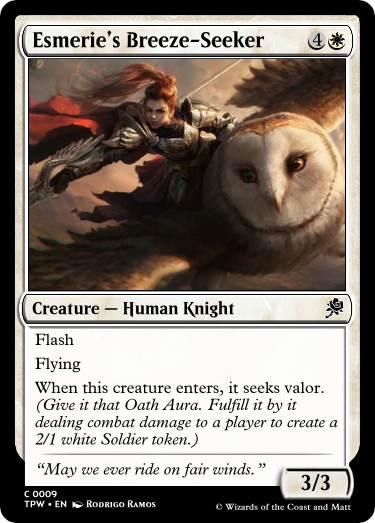 Esmerie's Breeze-Seeker 4
Creature — Human Knight
Flash
Flying
When this creature enters, it seeks valor.
(Give it that Oath Aura. Fulfill it by it
dealing combat damage to a player to create a
2/1 white Soldier token.)
“May we ever ride on fair winds.”
3/3
C 0009
TPW • EN Rodrigo Ramos
© Wizards of the Coast and Matt